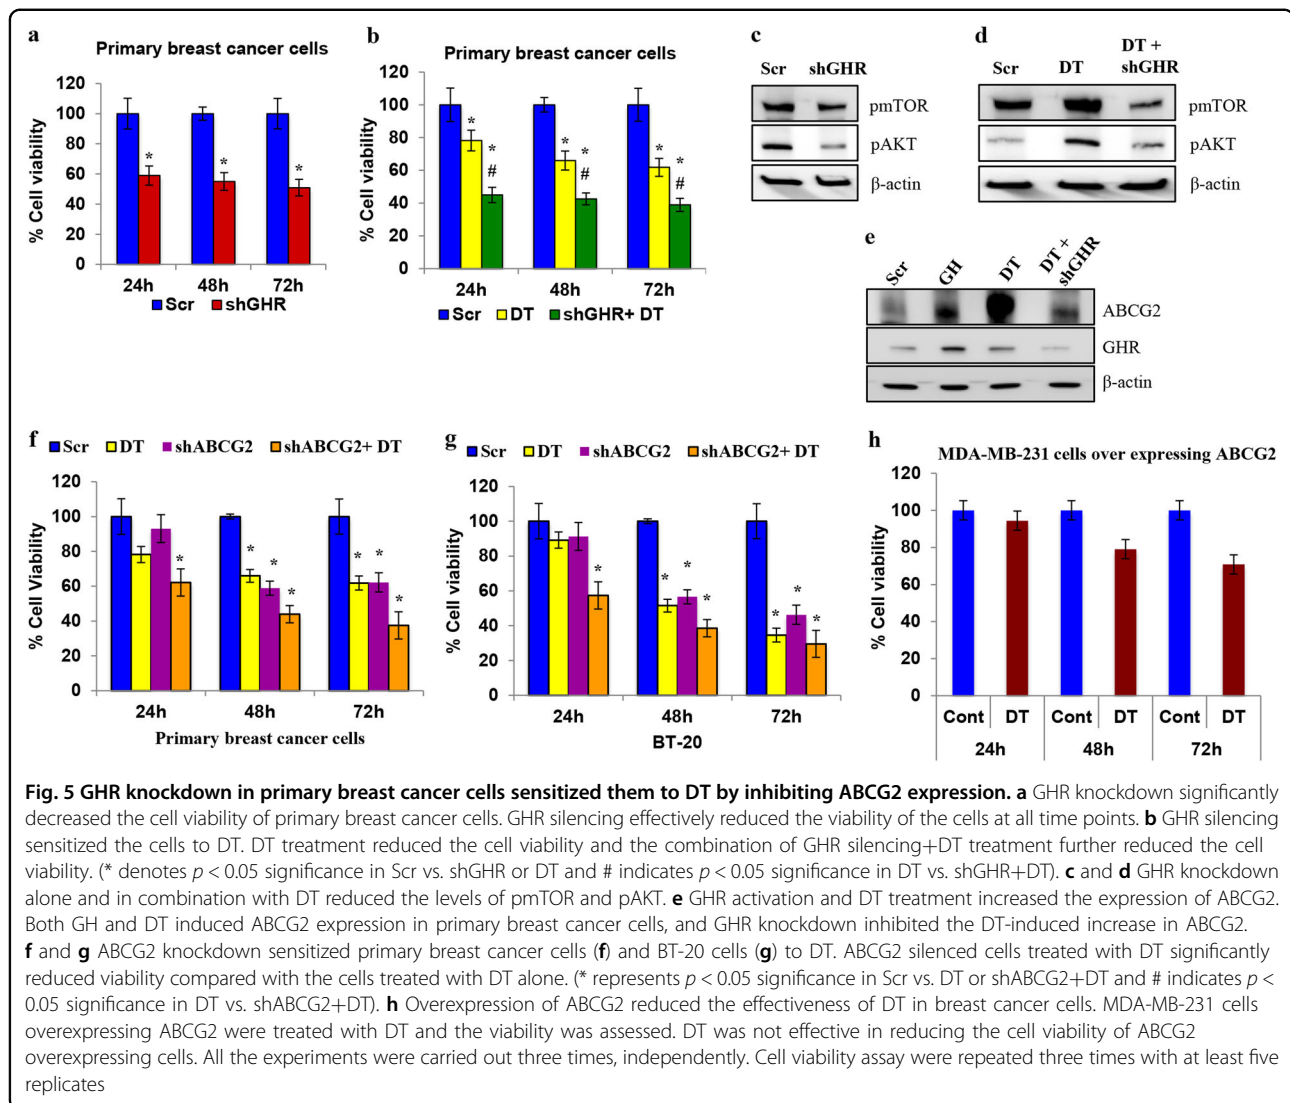 a
Primary breast cancer cells
% Cell viability
120
100
80
60
40
20
0
*
*
*
24h 48h 72h
Scr shGHR
b
Primary breast cancer cells
% Cell viability
120
100
80
60
40
20
0
*
*
#
*
*
#
*
*
#
24h 48h 72h
Scr DT shGHR+ DT
c
Scr shGHR
pmTOR
pAKT
β-actin
d
Scr DT DT + shGHR
pmTOR
pAKT
β-actin
e
Scr GH DT DT + shGHR
ABCG2
GHR
β-actin
f
Scr DT shABCG2 shABCG2+ DT
% Cell Viability
120
100
80
60
40
20
0
*
*
*
*
*
*
*
24h 48h 72h
Primary breast cancer cells
g
Scr DT shABCG2 shABCG2+ DT
% Cell viability
120
100
80
60
40
20
0
*
*
*
*
*
*
*
24h 48h 72h
BT-20
h
MDA-MB-231 cells over expressing ABCG2
% Cell viability
120
100
80
60
40
20
0
Cont DT Cont DT Cont DT
24h 48h 72h
Fig. 5 GHR knockdown in primary breast cancer cells sensitized them to DT by inhibiting ABCG2 expression. a GHR knockdown significantly
decreased the cell viability of primary breast cancer cells. GHR silencing effectively reduced the viability of the cells at all time points. b GHR silencing
sensitized the cells to DT. DT treatment reduced the cell viability and the combination of GHR silencing+DT treatment further reduced the cell
viability. (* denotes p < 0.05 significance in Scr vs. shGHR or DT and # indicates p < 0.05 significance in DT vs. shGHR+DT). c and d GHR knockdown
alone and in combination with DT reduced the levels of pmTOR and pAKT. e GHR activation and DT treatment increased the expression of ABCG2.
Both GH and DT induced ABCG2 expression in primary breast cancer cells, and GHR knockdown inhibited the DT-induced increase in ABCG2.
f and g ABCG2 knockdown sensitized primary breast cancer cells (f) and BT-20 cells (g) to DT. ABCG2 silenced cells treated with DT significantly
reduced viability compared with the cells treated with DT alone. (* represents p < 0.05 significance in Scr vs. DT or shABCG2+DT and # indicates p <
0.05 significance in DT vs. shABCG2+DT). h Overexpression of ABCG2 reduced the effectiveness of DT in breast cancer cells. MDA-MB-231 cells
overexpressing ABCG2 were treated with DT and the viability was assessed. DT was not effective in reducing the cell viability of ABCG2
overexpressing cells. All the experiments were carried out three times, independently. Cell viability assay were repeated three times with at least five
replicates